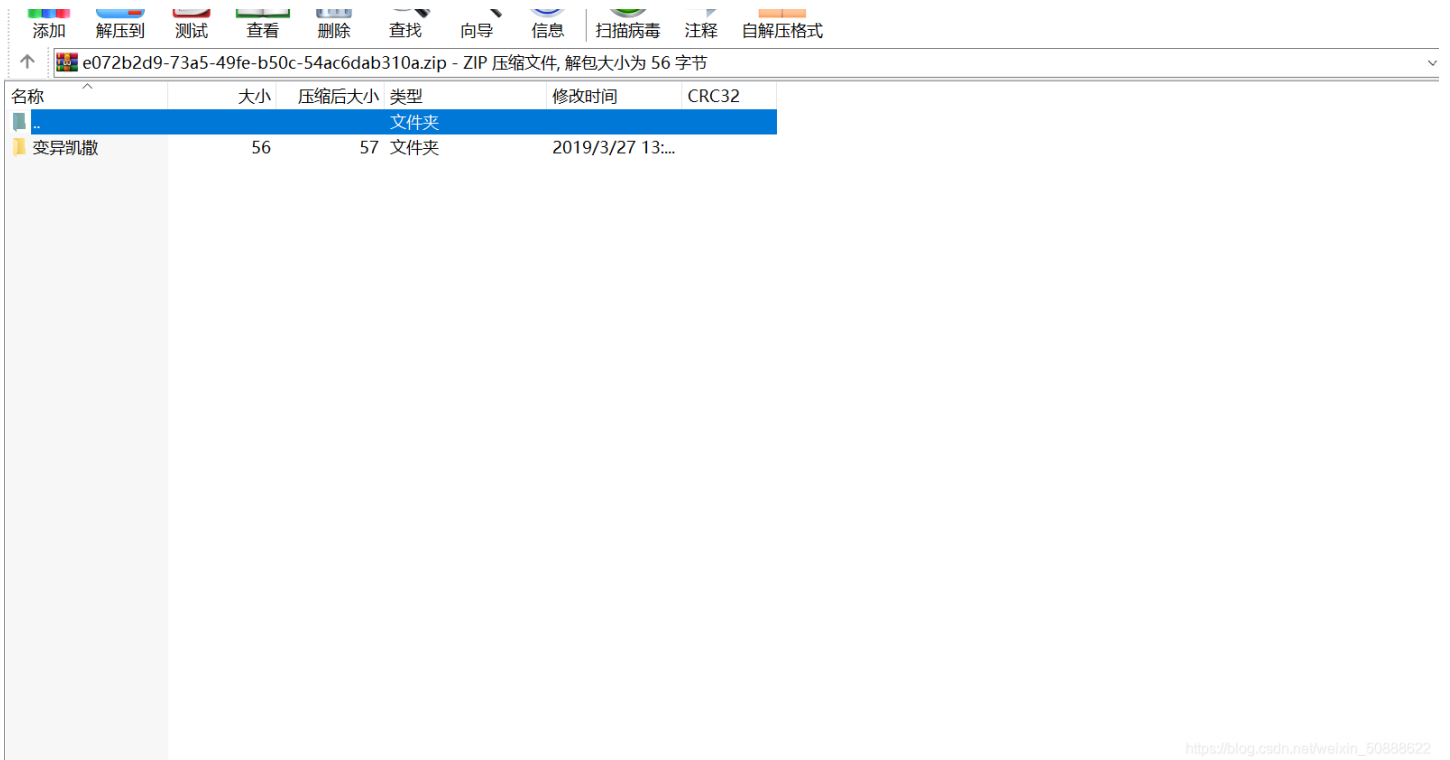 添加 解压到 测试 查看 删除 查找 向导 信息 扫描病毒 注释 自解压格式
e072b2d9-73a5-49fe-b50c-54ac6dab310a.zip - ZIP 压缩文件, 解包大小为 56 字节
名称 大小 压缩后大小 类型 修改时间 CRC32
.. 文件夹
变异凯撒 56 57 文件夹 2019/3/27 13:...
https://blog.csdn.net/weixin_50888622